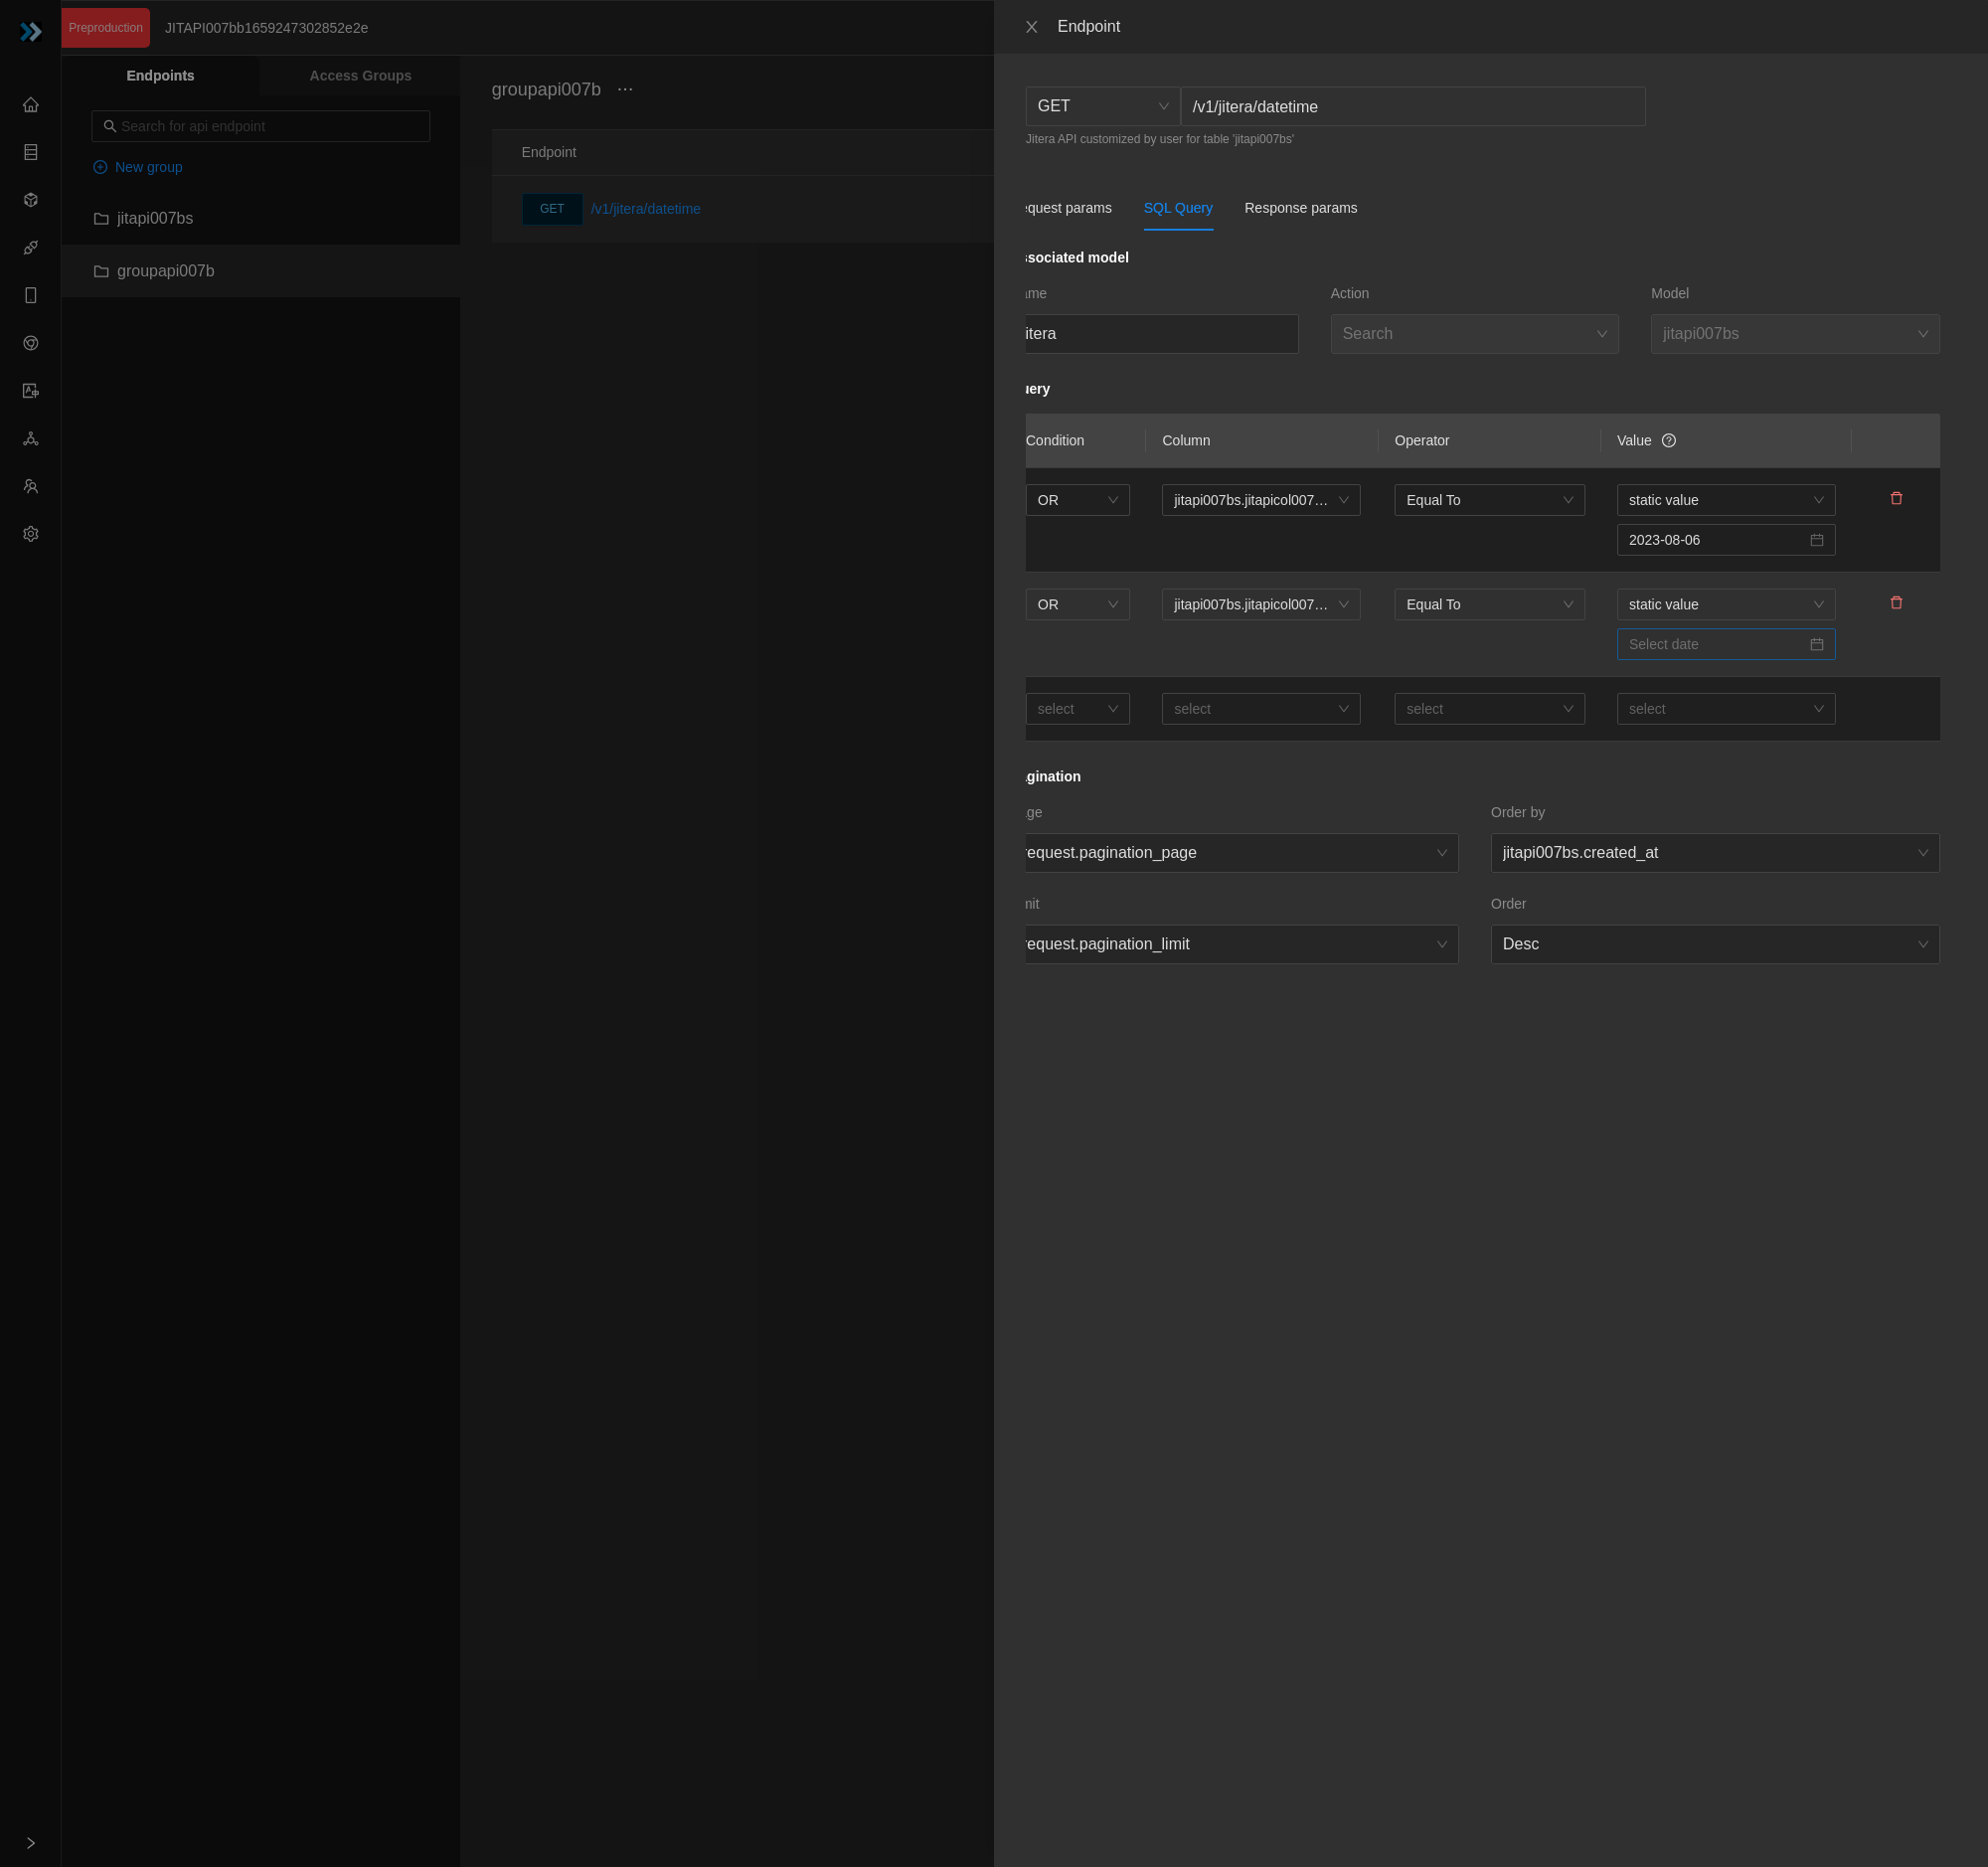 Preproduction
JITAPI007bb1659247302852e2e
Endpoints
Access Groups
Search for api endpoint
New group
jitapi007bs
groupapi007b
groupapi007b
Endpoint
GET
/v1/jitera/datetime
Endpoint
GET
/v1/jitera/datetime
Jitera API customized by user for table 'jitapi007bs'
equest params
SQL Query
Response params
ssociated model
ame
Action
Model
itera
Search
jitapi007bs
uery
Condition
Column
Operator
Value
OR
jitapi007bs.jitapicol007...
Equal To
static value
2023-08-06
OR
jitapi007bs.jitapicol007...
Equal To
static value
Select date
select
select
select
select
agination
age
Order by
request.pagination_page
jitapi007bs.created_at
mit
Order
request.pagination_limit
Desc